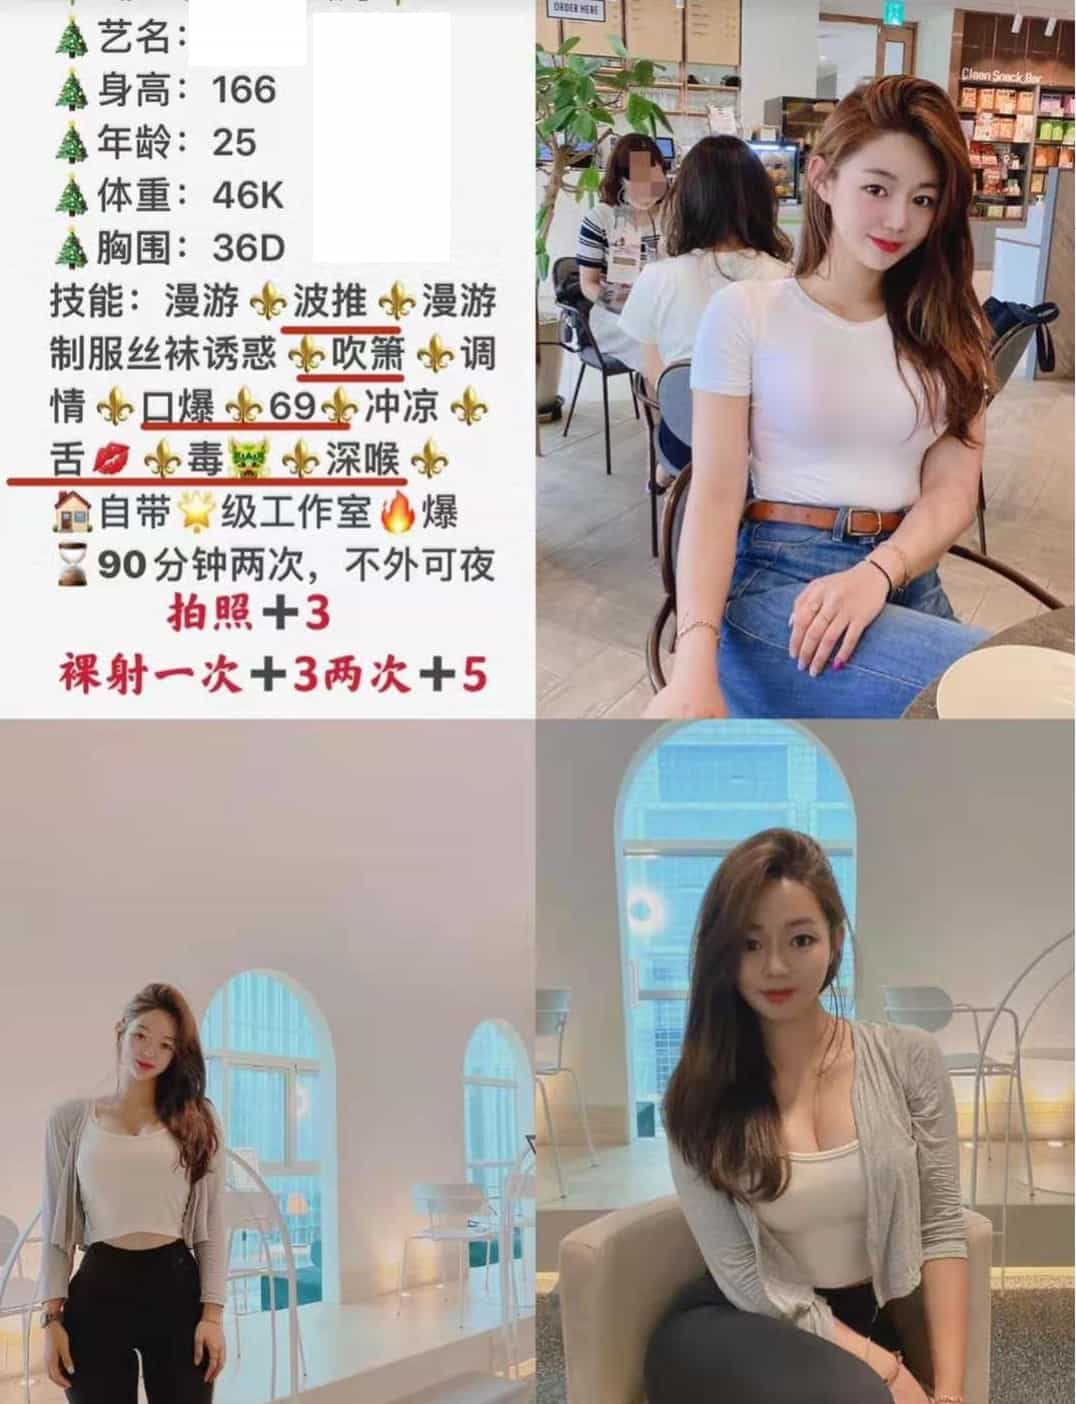 🎄艺名：
🎄身高：166
🎄年龄：25
🎄体重：46K
🎄胸围：36D
技能：漫游⚜️波推⚜️漫游
制服丝袜诱惑⚜️吹箫⚜️调
情⚜️口爆⚜️69⚜️冲凉⚜️
舌💋⚜️毒🐲⚜️深喉⚜️
🏠自带🌟级工作室🔥爆
⏳90分钟两次，不外可夜
拍照➕3
裸射一次➕3两次➕5
ORDER HERE
Clean Snack Bar